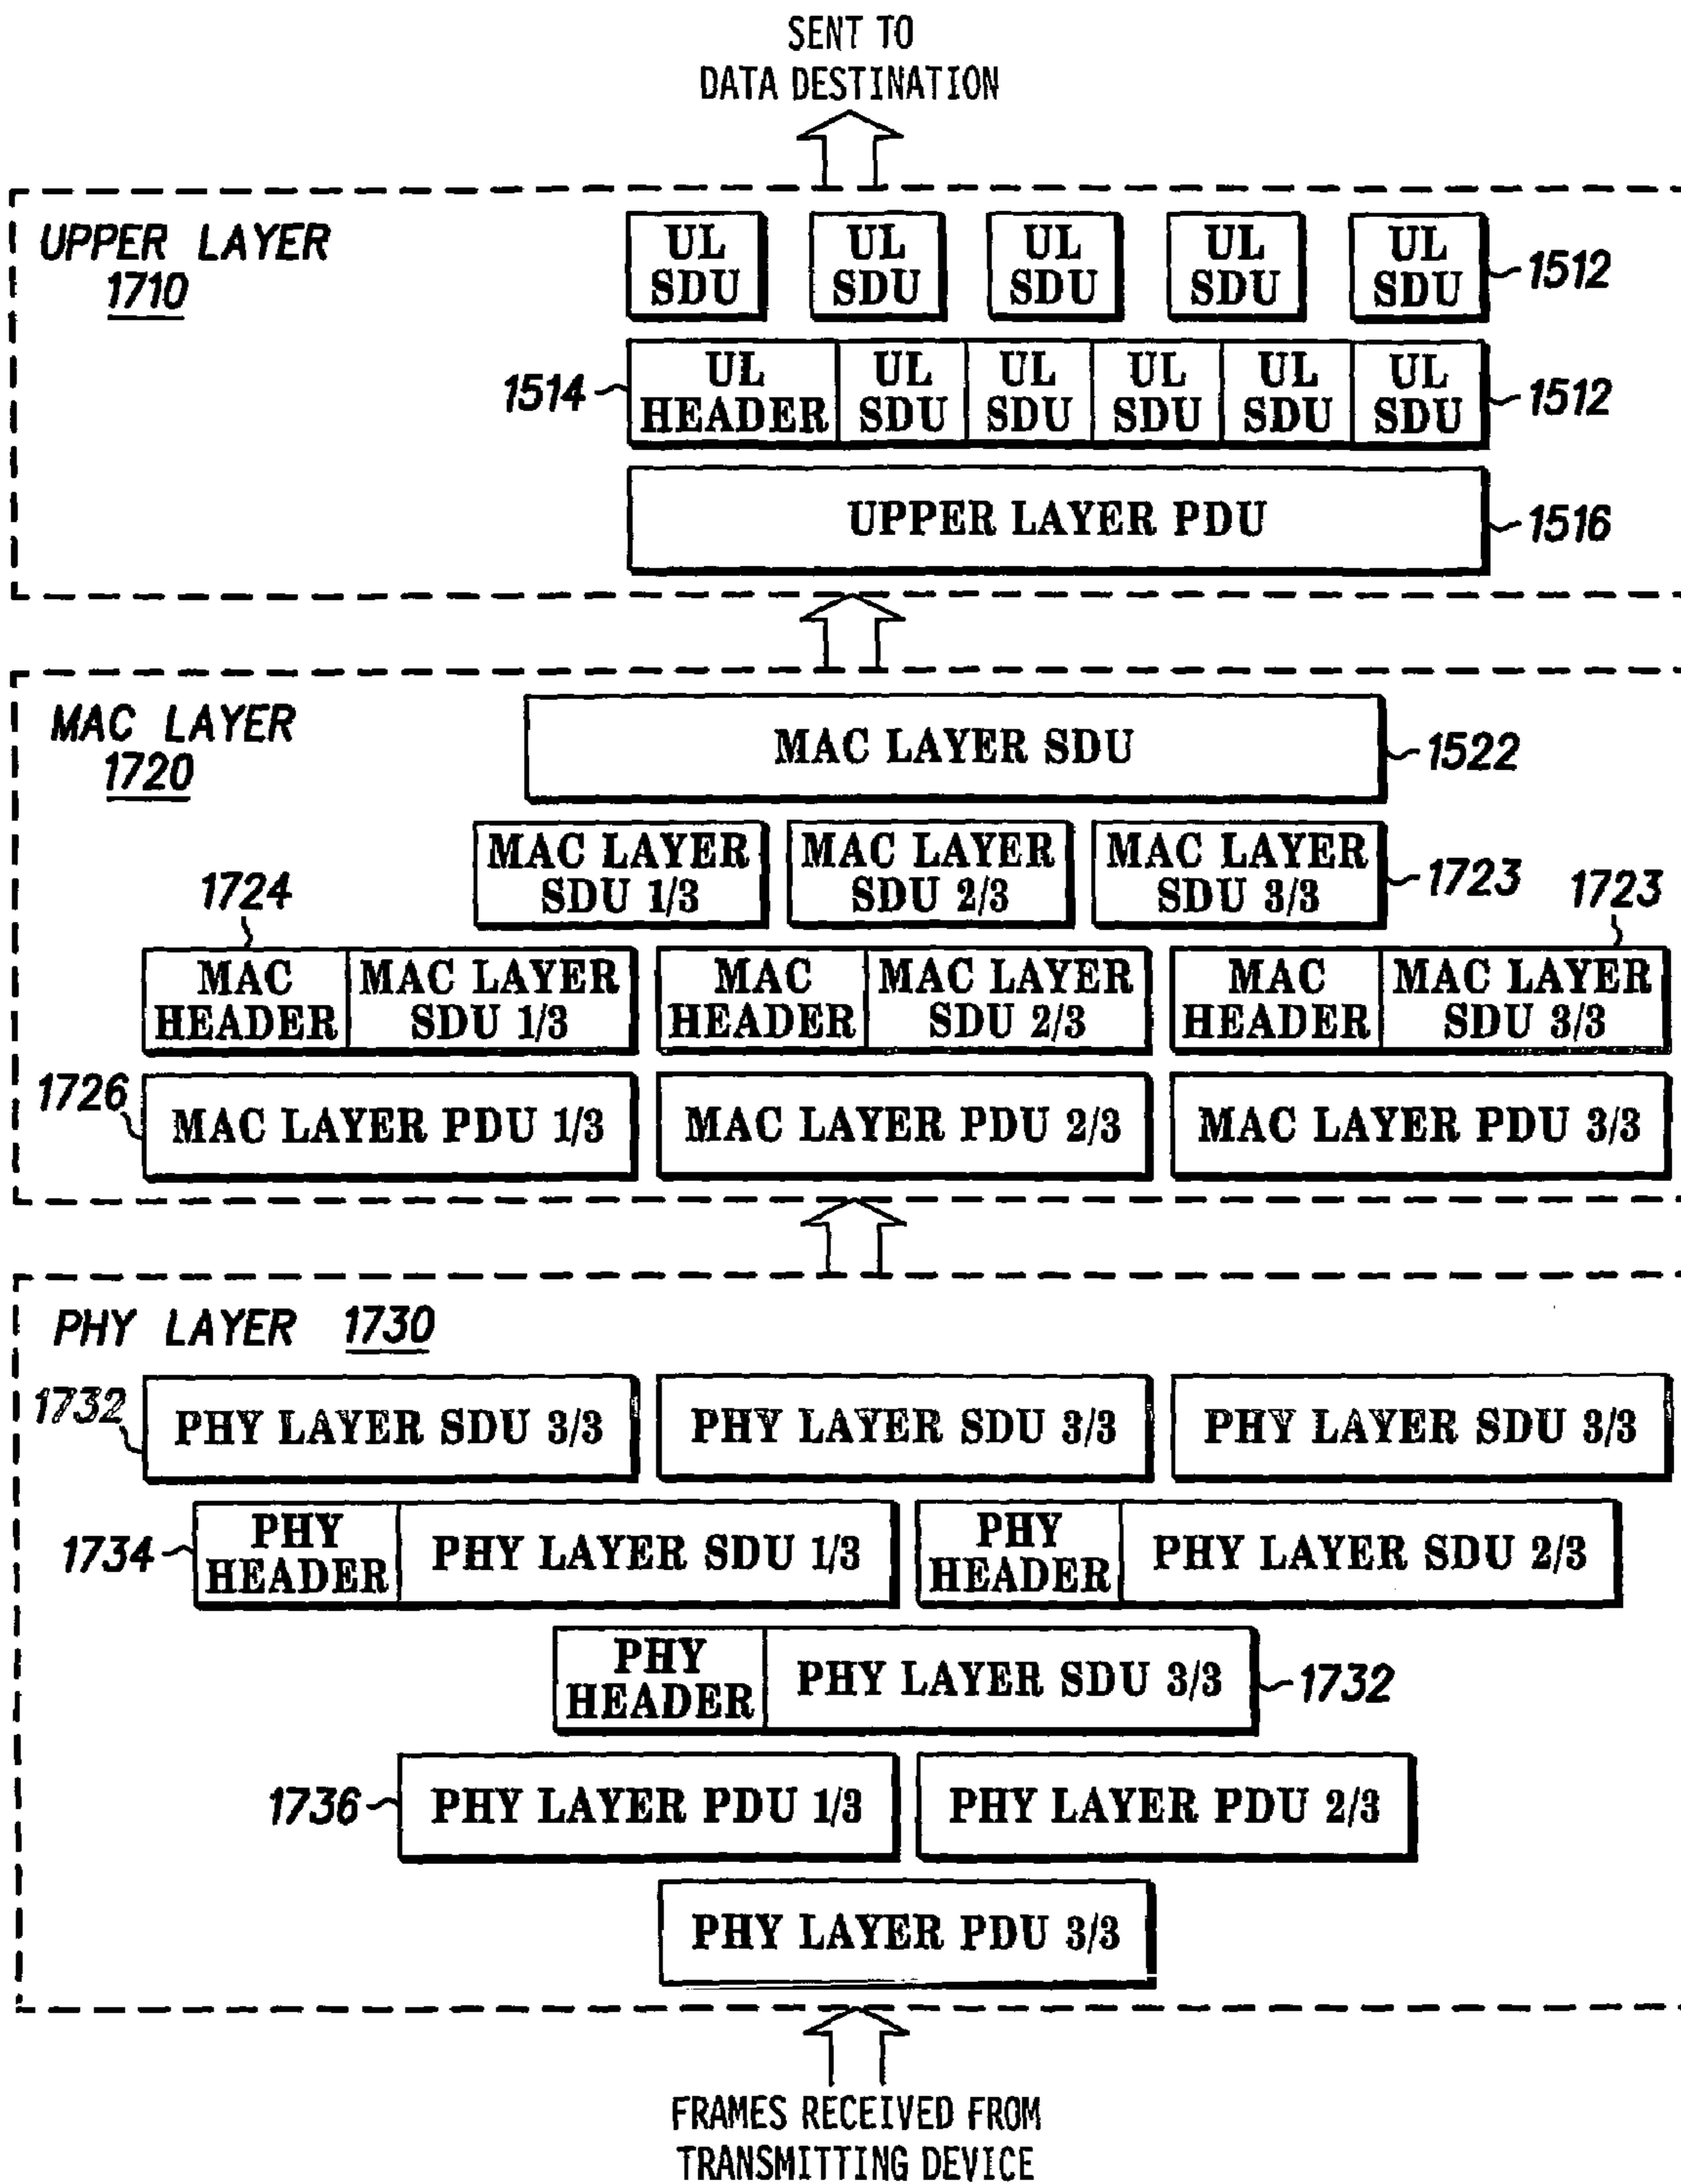 SENT TO
DATA DESTINATION
UPPER LAYER
1710
UL
SDU
UL
SDU
UL
SDU
UL
SDU
UL
SDU
1512
1514
UL
HEADER
UL
SDU
UL
SDU
UL
SDU
UL
SDU
UL
SDU
1512
UPPER LAYER PDU
1516
MAC LAYER
1720
MAC LAYER SDU
1522
MAC LAYER
SDU 1/3
MAC LAYER
SDU 2/3
MAC LAYER
SDU 3/3
1723
1724
1723
MAC
HEADER
MAC LAYER
SDU 1/3
MAC
HEADER
MAC LAYER
SDU 2/3
MAC
HEADER
MAC LAYER
SDU 3/3
1726
MAC LAYER PDU 1/3
MAC LAYER PDU 2/3
MAC LAYER PDU 3/3
PHY LAYER 1730
1732
PHY LAYER SDU 3/3
PHY LAYER SDU 3/3
PHY LAYER SDU 3/3
1734
PHY
HEADER
PHY LAYER SDU 1/3
PHY
HEADER
PHY LAYER SDU 2/3
PHY
HEADER
PHY LAYER SDU 3/3
1732
1736
PHY LAYER PDU 1/3
PHY LAYER PDU 2/3
PHY LAYER PDU 3/3
FRAMES RECEIVED FROM
TRANSMITTING DEVICE